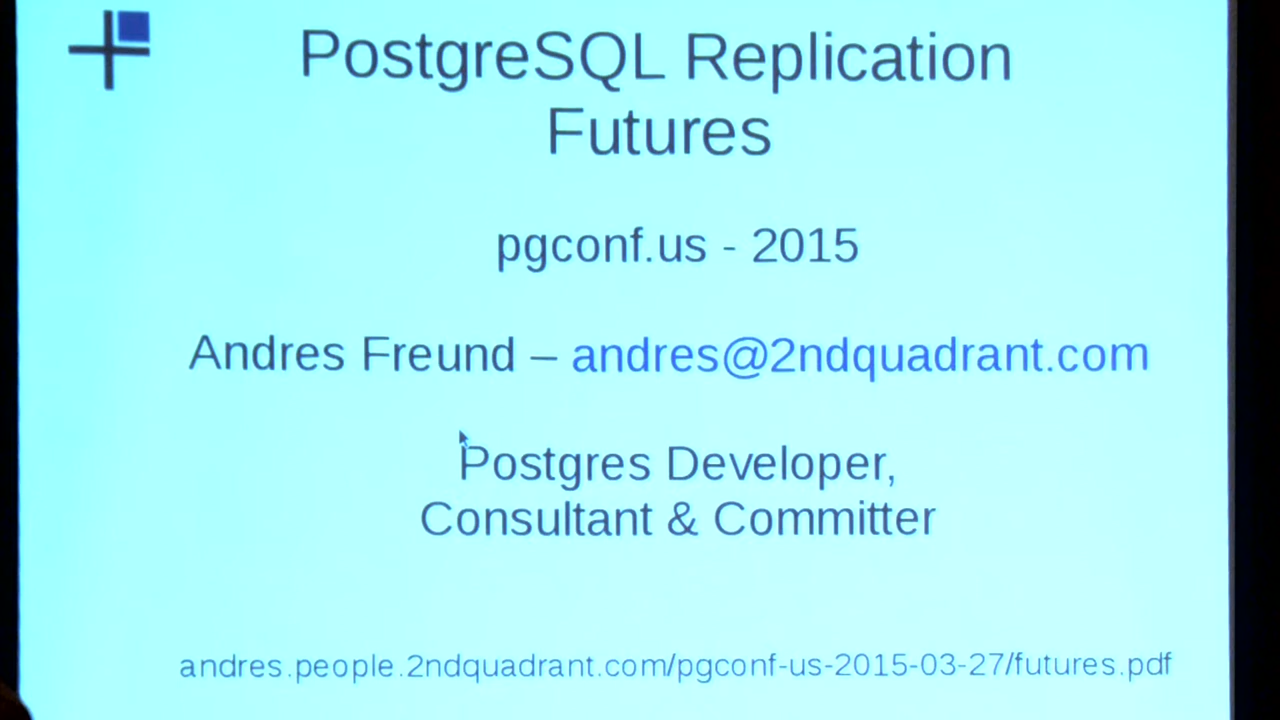 PostgreSQL Replication
Futures
pgconf.us - 2015
Andres Freund – andres@2ndquadrant.com
Postgres Developer,
Consultant & Committer
andres.people.2ndquadrant.com/pgconf-us-2015-03-27/futures.pdf